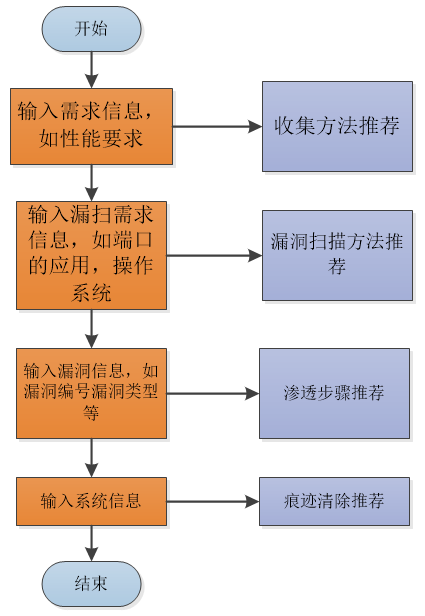 开始
输入需求信息，
如性能要求
收集方法推荐
输入漏扫需求
信息，如端口
的应用，操作
系统
漏洞扫描方法推
荐
输入漏洞信息，如
漏洞编号漏洞类型
等
渗透步骤推荐
输入系统信息
痕迹清除推荐
结束